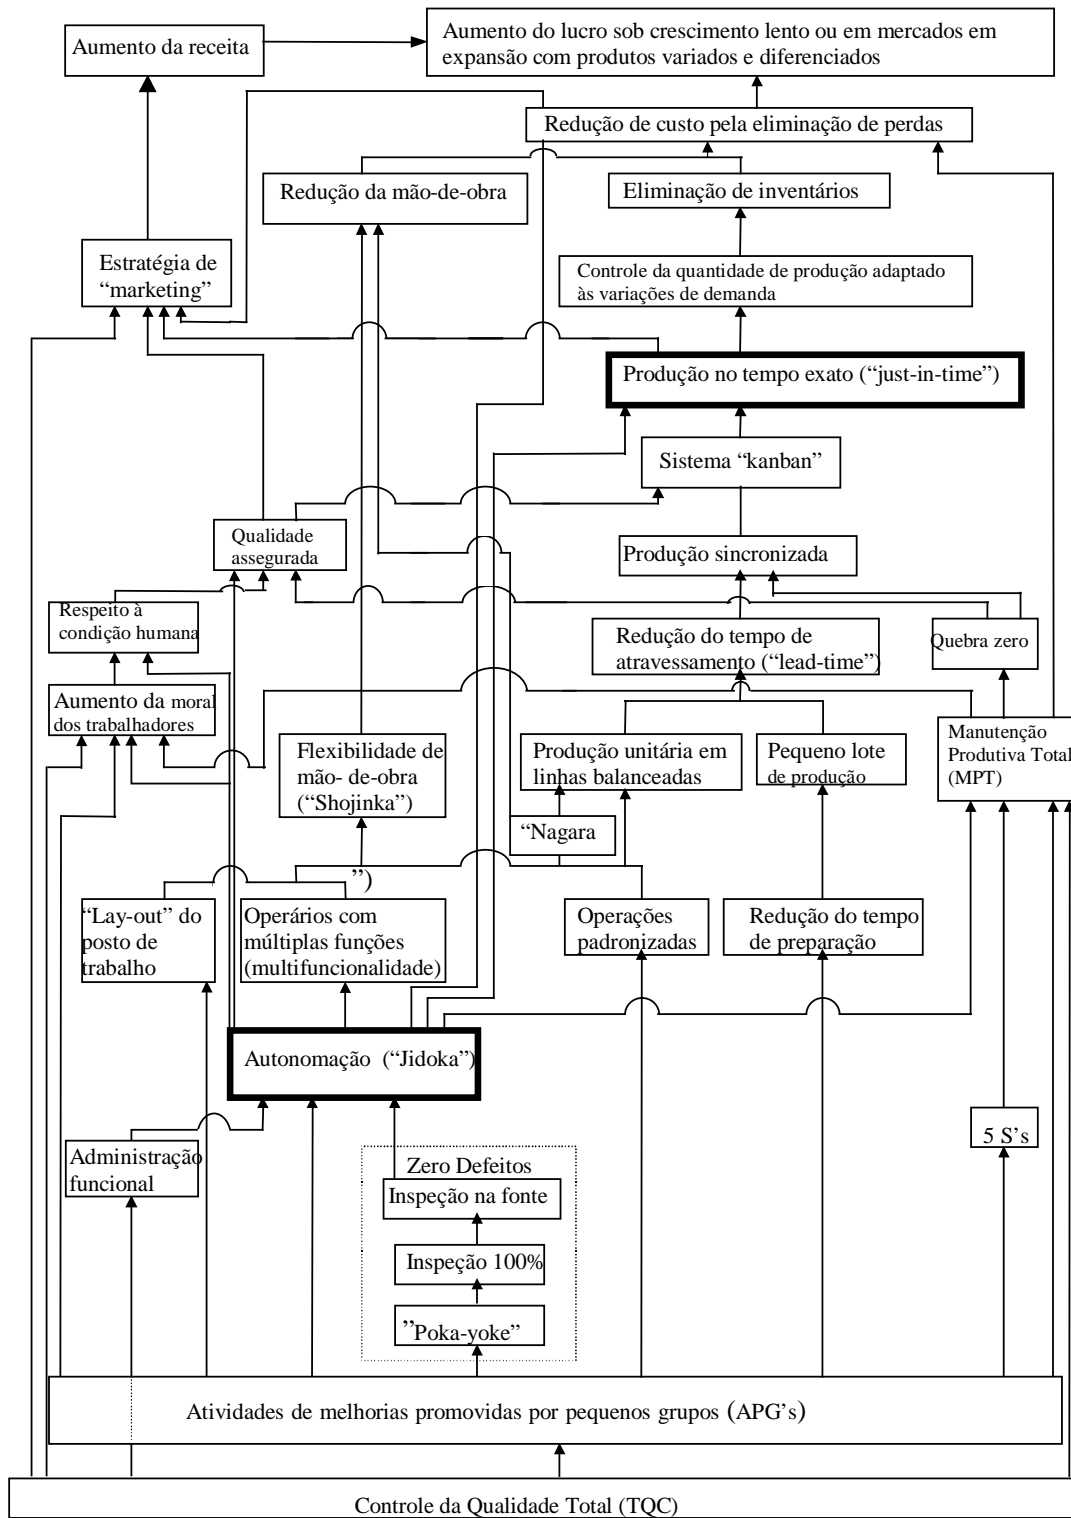 Aumento da receita
Aumento do lucro sob crescimento lento ou em mercados em
expansão com produtos variados e diferenciados
Redução de custo pela eliminação de perdas
Redução da mão-de-obra
Eliminação de inventários
Estratégia de
“marketing”
Controle da quantidade de produção adaptado
às variações de demanda
Produção no tempo exato (“just-in-time”)
Sistema “kanban”
Qualidade
assegurada
Produção sincronizada
Respeito à
condição humana
Redução do tempo de
atravessamento (“lead-time”)
Quebra zero
Aumento da moral
dos trabalhadores
Flexibilidade de
mão- de-obra
(“Shojinka”)
Produção unitária em
linhas balanceadas
Pequeno lote
de produção
Manutenção
Produtiva Total
(MPT)
“Nagara
”)
“Lay-out” do
posto de
trabalho
Operários com
múltiplas funções
(multifuncionalidade)
Operações
padronizadas
Redução do tempo
de preparação
Autonomação (“Jidoka”)
5 S’s
Administração
funcional
Zero Defeitos
Inspeção na fonte
Inspeção 100%
”Poka-yoke”
Atividades de melhorias promovidas por pequenos grupos (APG’s)
Controle da Qualidade Total (TQC)